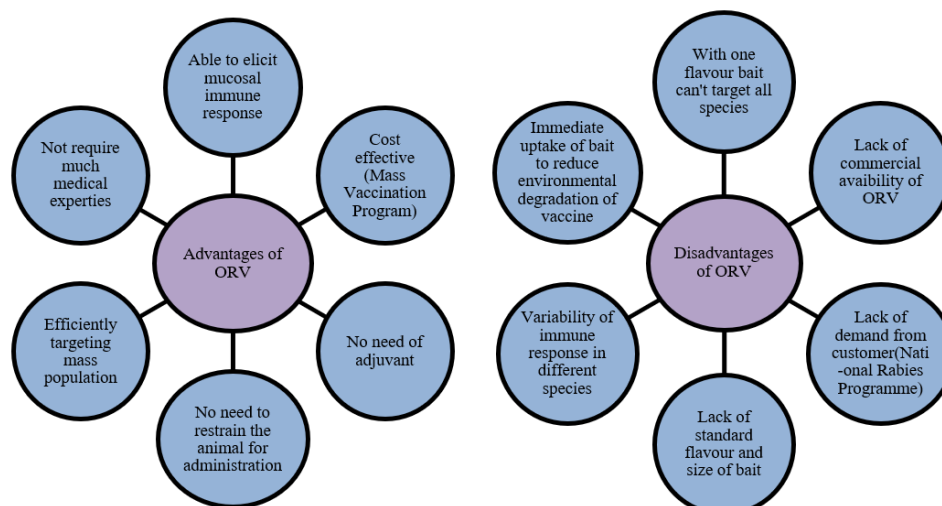 Advantages of
ORV
Able to elicit
mucosal
immune
response
Cost
effective
(Mass
Vaccination
Program)
No need of
adjuvant
No need to
restrain the
animal for
administration
Efficiently
targeting
mass
population
Not require
much
medical
experties
Disadvantages
of ORV
With one
flavour bait
can't target all
species
Lack of
commercial
avaibility of
ORV
Lack of
demand from
customer(Nati
-onal Rabies
Programme)
Lack of
standard
flavour and
size of bait
Variability of
immune
response in
different
species
Immediate
uptake of bait
to reduce
environmental
degradation of
vaccine